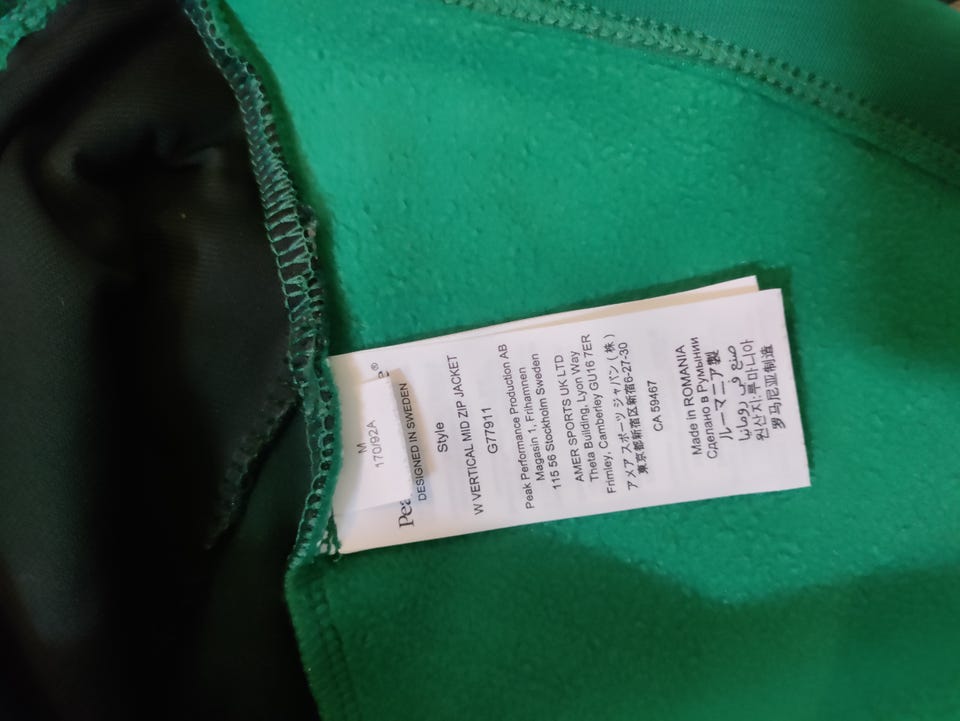 M
170/92A
Pea
e®
DESIGNED IN SWEDEN
Style
W VERTICAL MID ZIP JACKET
G77911
Peak Performance Production AB
Magasin 1, Frihamnen
115 56 Stockholm Sweden
AMER SPORTS UK LTD
Theta Building, Lyon Way
Frimley, Camberley GU16 7ER
アメアスポーツ ジャパン (株)
東京都新宿区新宿6-27-30
CA 59467
Made in ROMANIA
Сделано в Румынии
ルーマニア製
صنع في رومانيا
원산지:루마니아
罗马尼亚制造